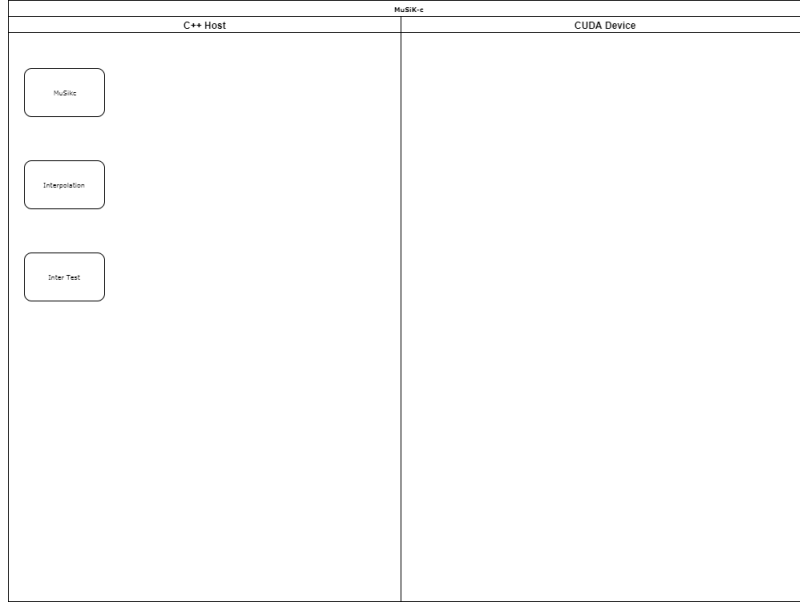 MuSiK-c
C++ Host
CUDA Device
MuSikc
Interpolation
Inter Test